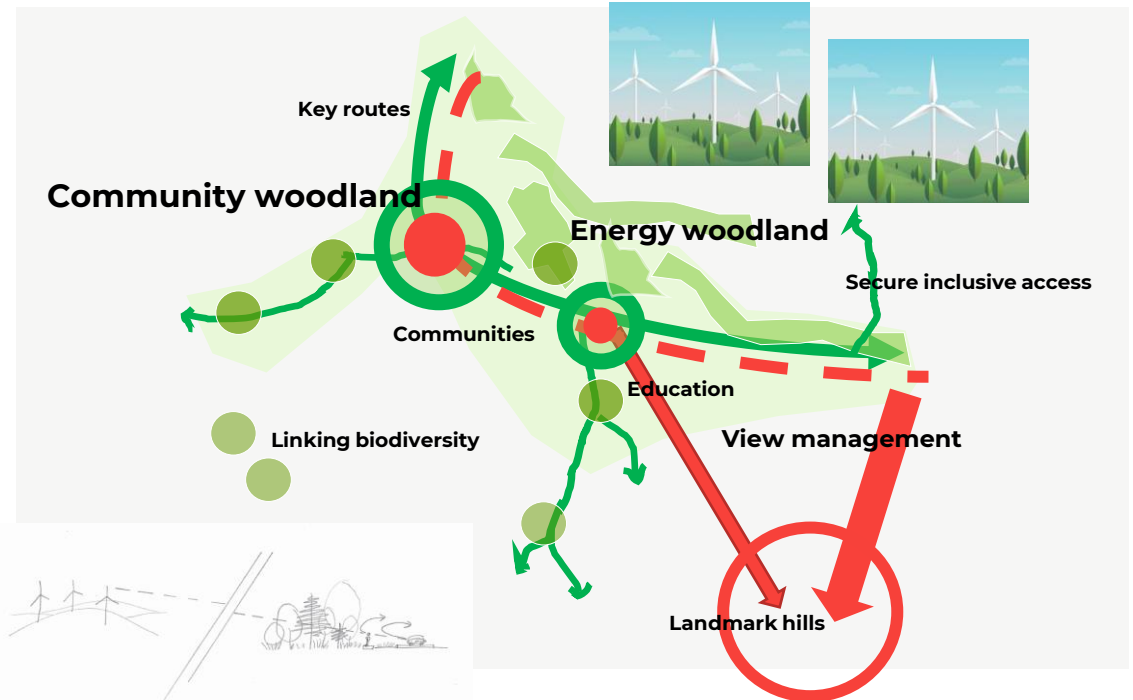 Key routes
Community woodland
Energy woodland
Secure inclusive access
Communities
Education
Linking biodiversity
View management
Landmark hills